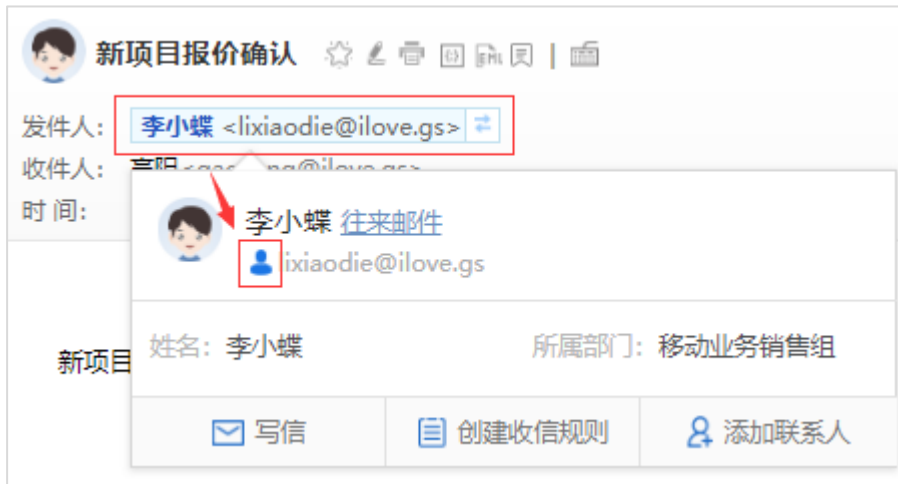 新项目报价确认
发件人: 李小蝶 <lixiaodie@ilove.gs>
收件人:
时 间:
李小蝶 往来邮件
ixiaodie@ilove.gs
新项目
姓名: 李小蝶 所属部门: 移动业务销售组
写信 创建收信规则 添加联系人